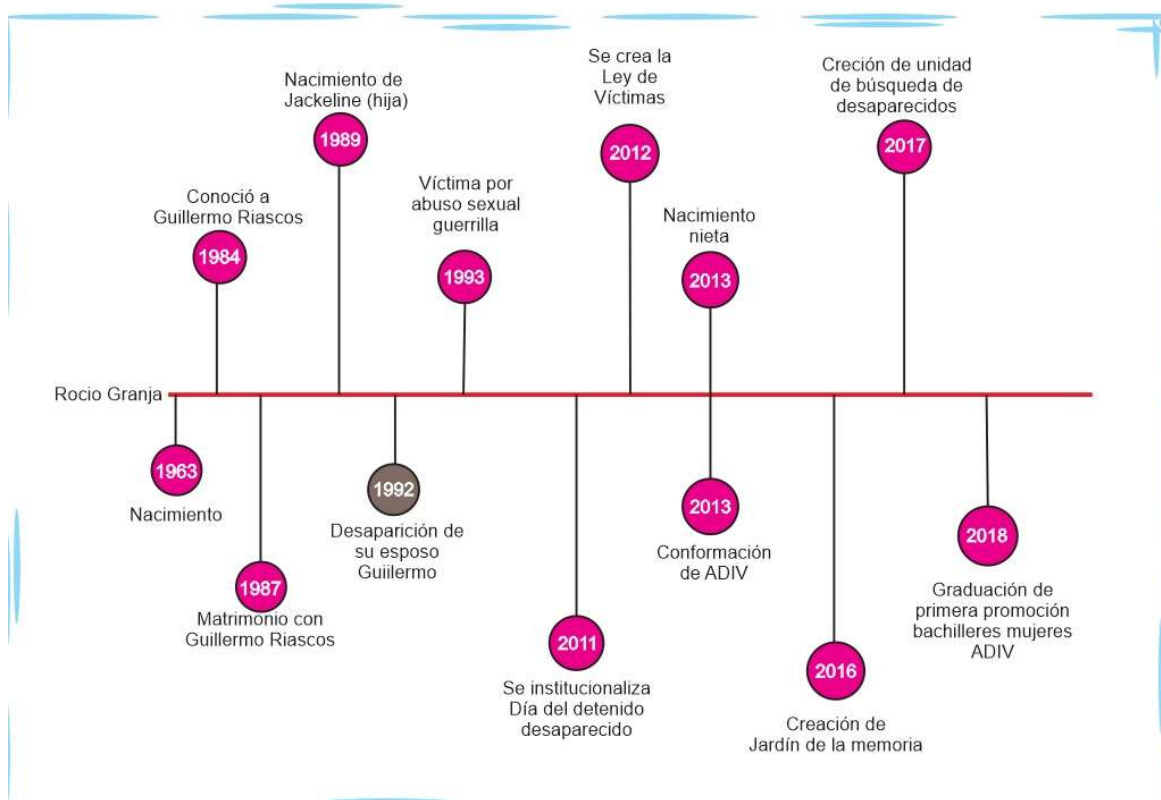 Se crea la
Ley de
Víctimas
Creción de unidad
de búsqueda de
desaparecidos
Nacimiento de
Jackeline (hija)
1989
2012
2017
Víctima por
abuso sexual
guerrilla
Conoció a
Guillermo Riascos
Nacimiento
nieta
1984
1993
2013
Rocio Granja
1963
Nacimiento
1992
Desaparición de
su esposo
Guiillermo
2013
Conformación
de ADIV
2018
Graduación de
primera promoción
bachilleres mujeres
ADIV
1987
Matrimonio con
Guillermo Riascos
2011
Se institucionaliza
Día del detenido
desaparecido
2016
Creación de
Jardín de la memoria